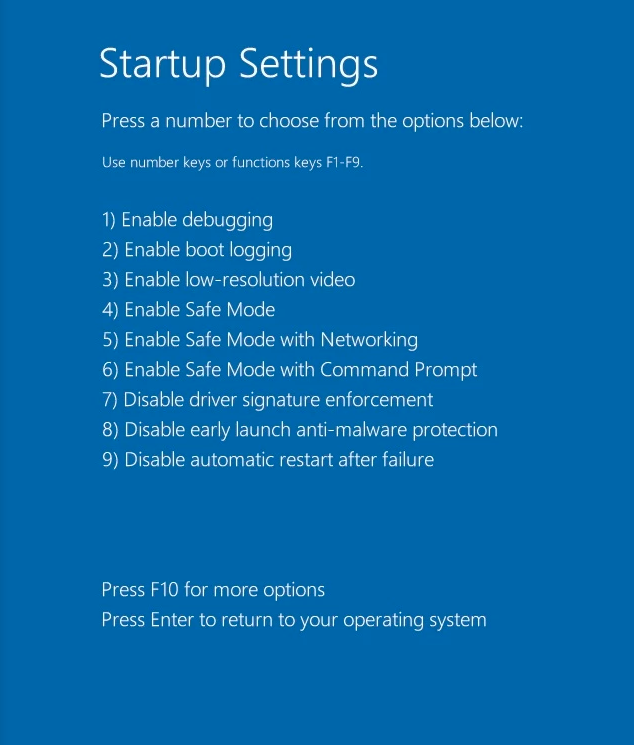 Startup Settings
Press a number to choose from the options below:
Use number keys or functions keys F1-F9.
1) Enable debugging
2) Enable boot logging
3) Enable low-resolution video
4) Enable Safe Mode
5) Enable Safe Mode with Networking
6) Enable Safe Mode with Command Prompt
7) Disable driver signature enforcement
8) Disable early launch anti-malware protection
9) Disable automatic restart after failure
Press F10 for more options
Press Enter to return to your operating system